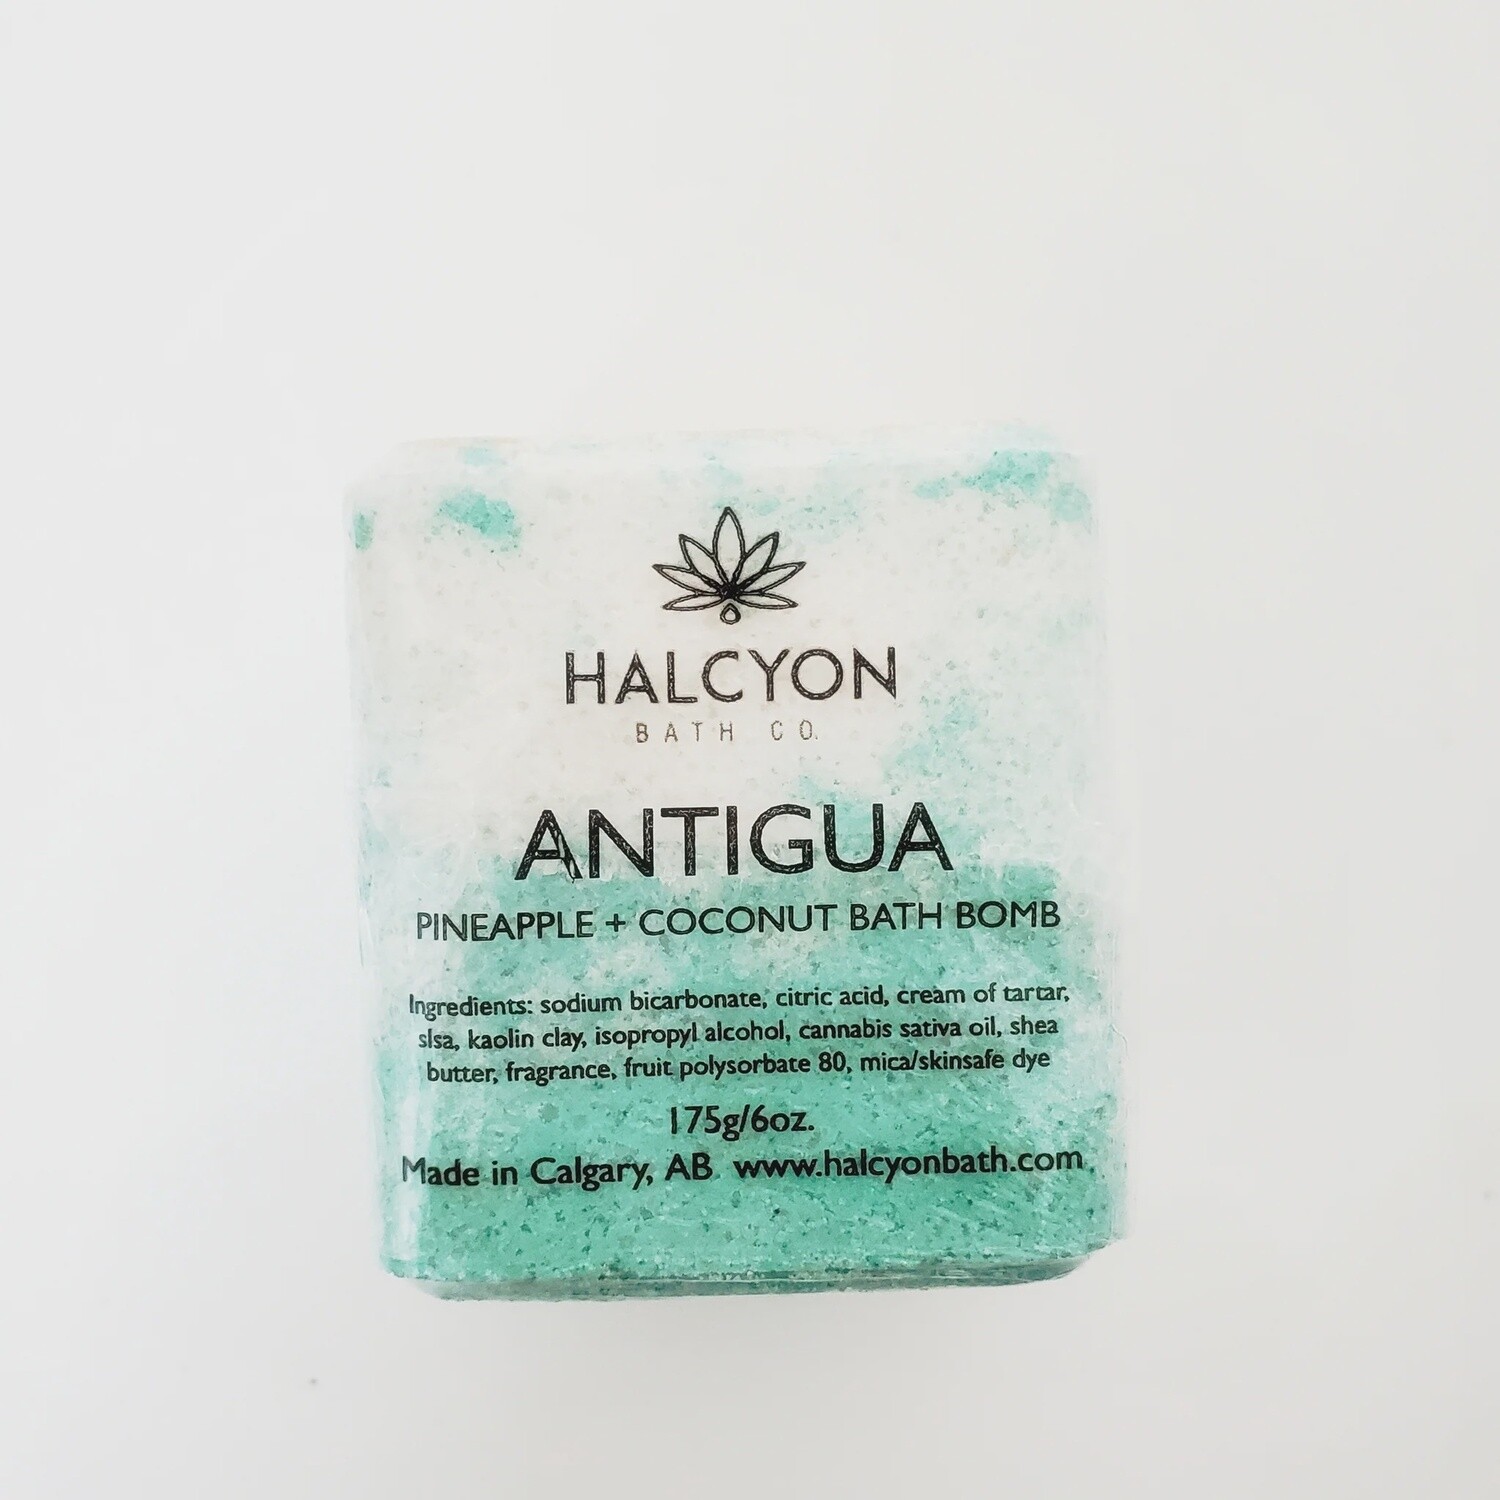 HALCYON
BATH CO.
ANTIGUA
PINEAPPLE + COCONUT BATH BOMB
Ingredients: sodium bicarbonate, citric acid, cream of tartar,
slsa, kaolin clay, isopropyl alcohol, cannabis sativa oil, shea
butter, fragrance, fruit polysorbate 80, mica/skinsafe dye
175g/6oz.
Made in Calgary, AB www.halcyonbath.com